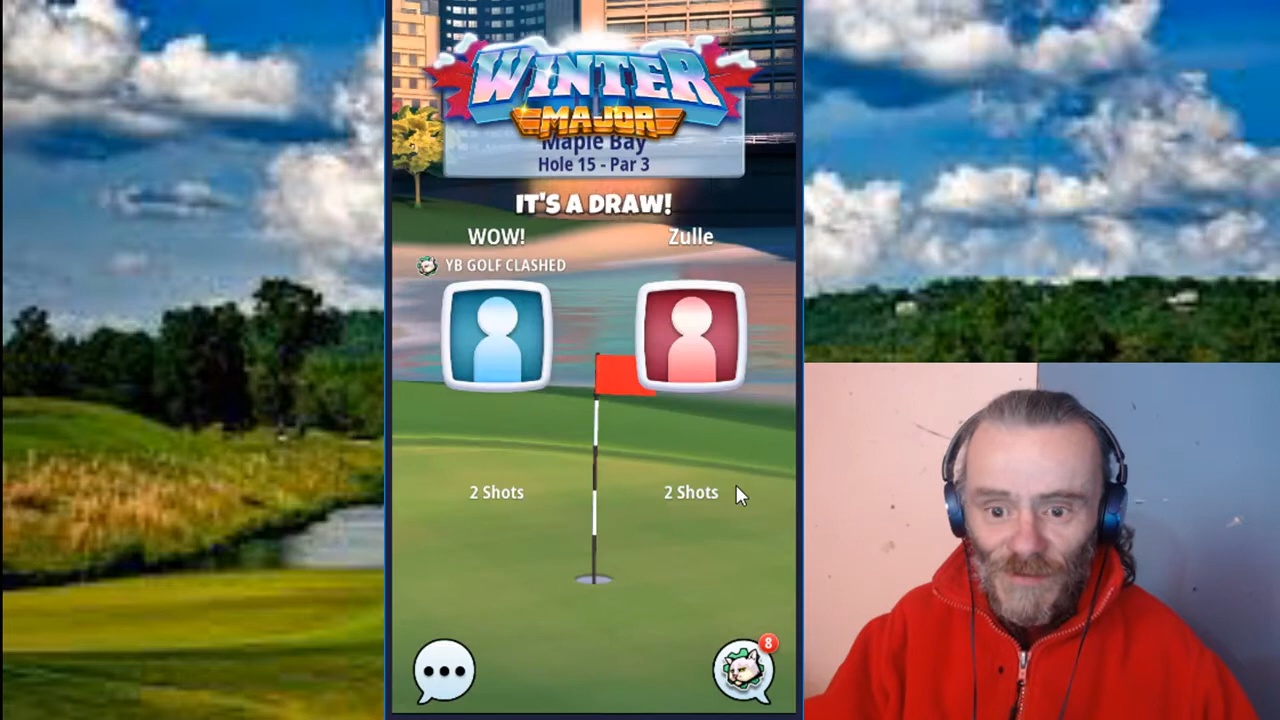 WINTER
MAJOR
Maple Bay
Hole 15 - Par 3
IT'S A DRAW!
WOW!
Zulle
YB GOLF CLASHED
2 Shots
2 Shots
8